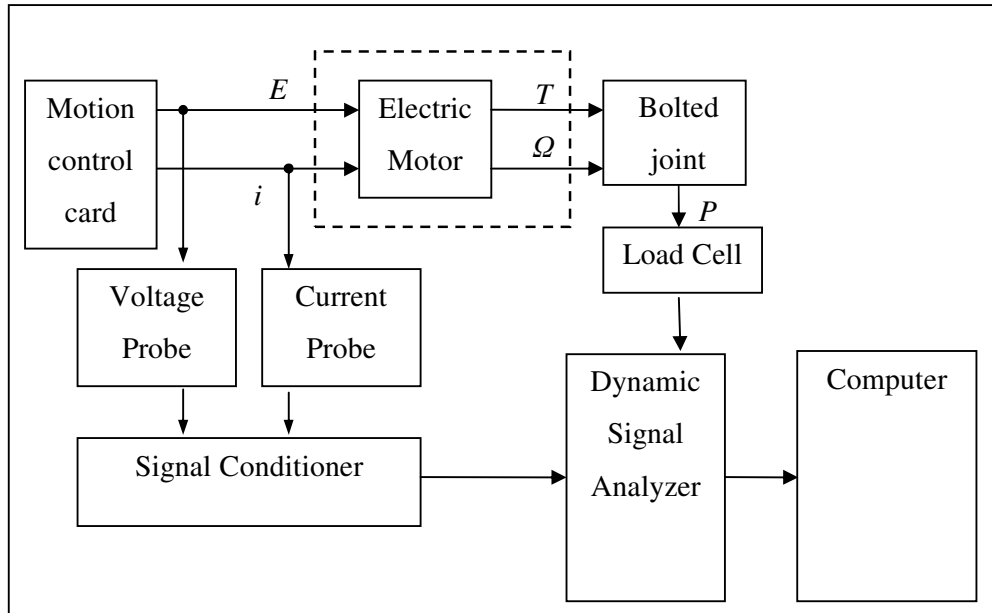 Motion
control
card
E
i
Electric
Motor
T
Ω
Bolted
joint
P
Load Cell
Voltage
Probe
Current
Probe
Signal Conditioner
Dynamic
Signal
Analyzer
Computer